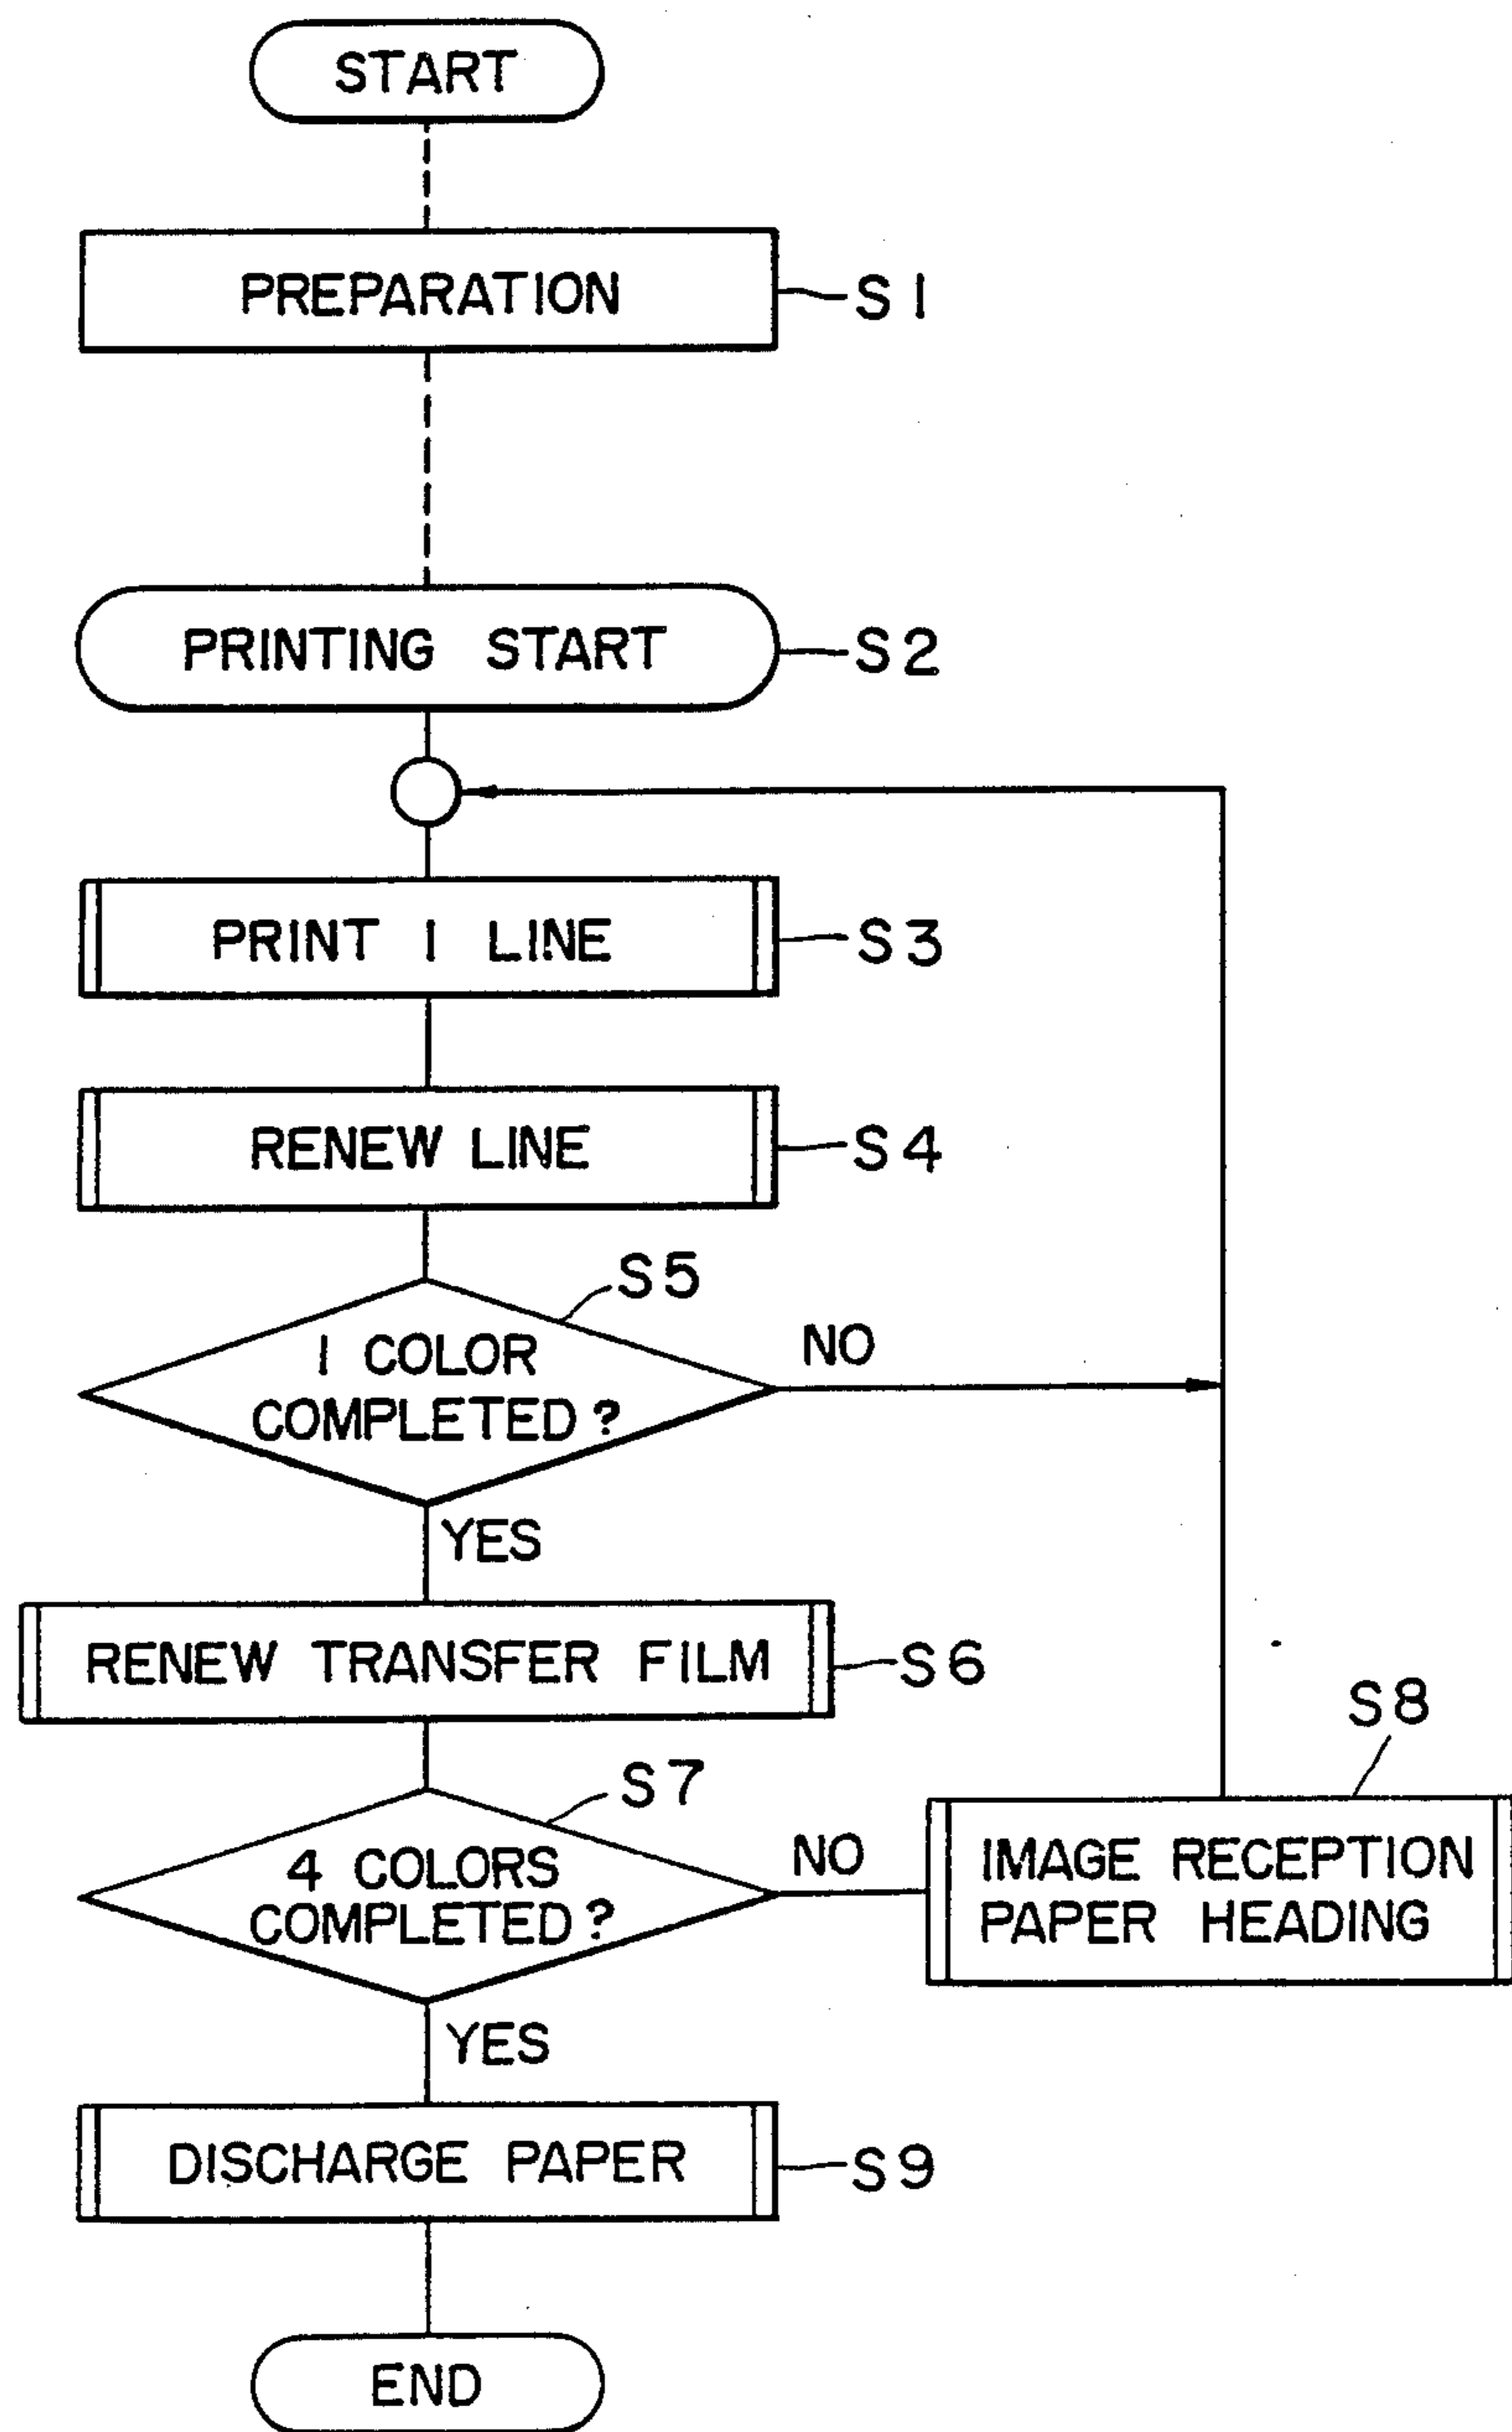 START
PREPARATION
S1
PRINTING START
S2
PRINT 1 LINE
S3
RENEW LINE
S4
S5
1 COLOR
COMPLETED?
NO
YES
RENEW TRANSFER FILM
S6
S7
4 COLORS
COMPLETED?
NO
S8
IMAGE RECEPTION
PAPER HEADING
YES
DISCHARGE PAPER
S9
END